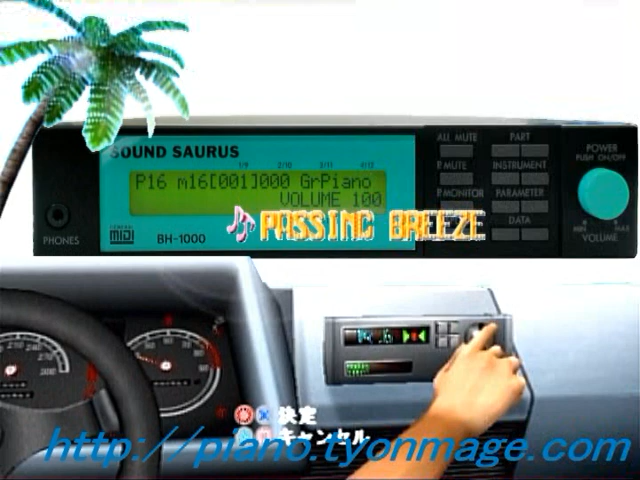 SOUND SAURUS
1/9 2/10 3/11 4/12
P16 m16[001]000 GrPiano
VOLUME 100
ALL MUTE PART
P.MUTE INSTRUMENT
P.MONITOR PARAMETER
DATA
POWER
PUSH ON/OFF
MIN MAX
VOLUME
PHONES
MIDI
BH-1000
PASSING BREEZE
決定
キャンセル
http://piano.tyonmage.com